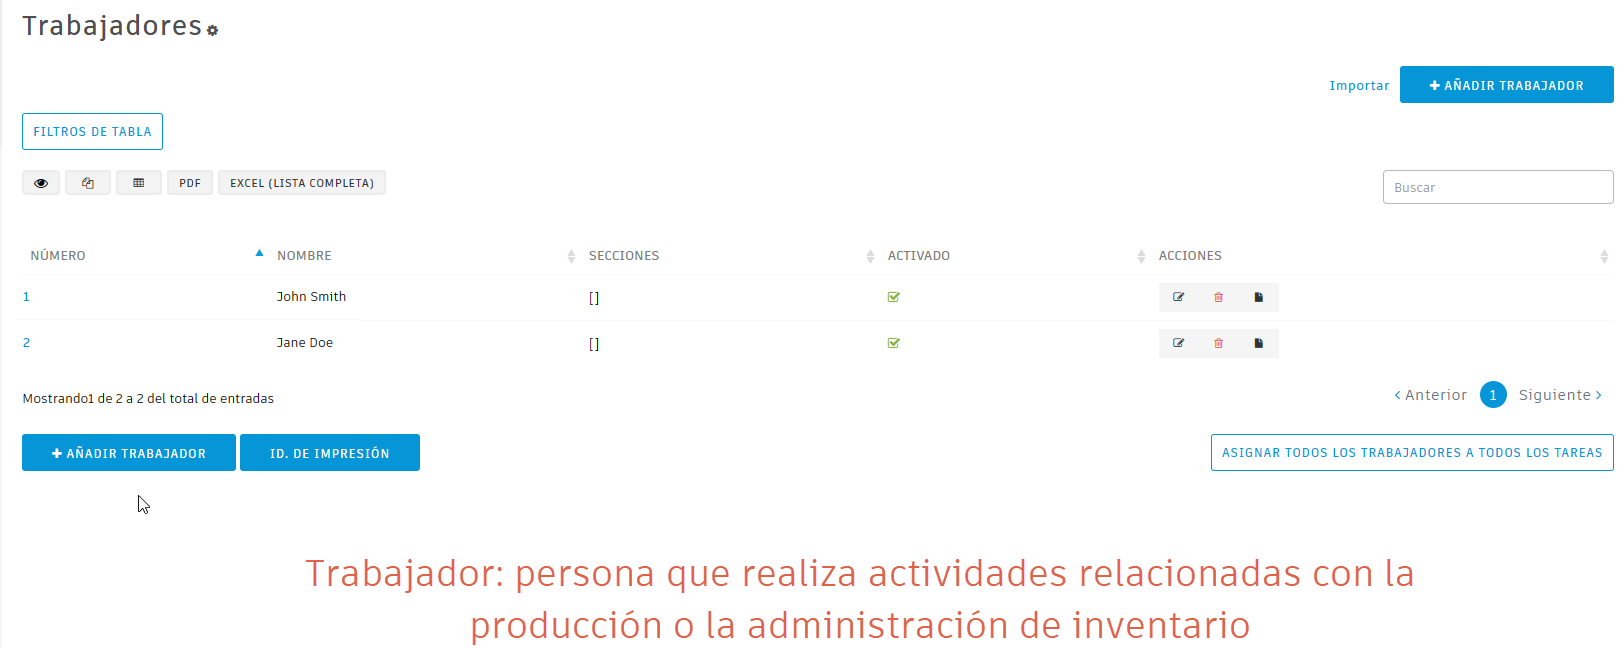 Trabajadores
Importar + AÑADIR TRABAJADOR
FILTROS DE TABLA
PDF EXCEL (LISTA COMPLETA) Buscar
NÚMERO NOMBRE SECCIONES ACTIVADO ACCIONES
1 John Smith []
2 Jane Doe []
Mostrando1 de 2 a 2 del total de entradas < Anterior 1 Siguiente >
+ AÑADIR TRABAJADOR ID. DE IMPRESIÓN ASIGNAR TODOS LOS TRABAJADORES A TODOS LOS TAREAS
Trabajador: persona que realiza actividades relacionadas con la
producción o la administración de inventario